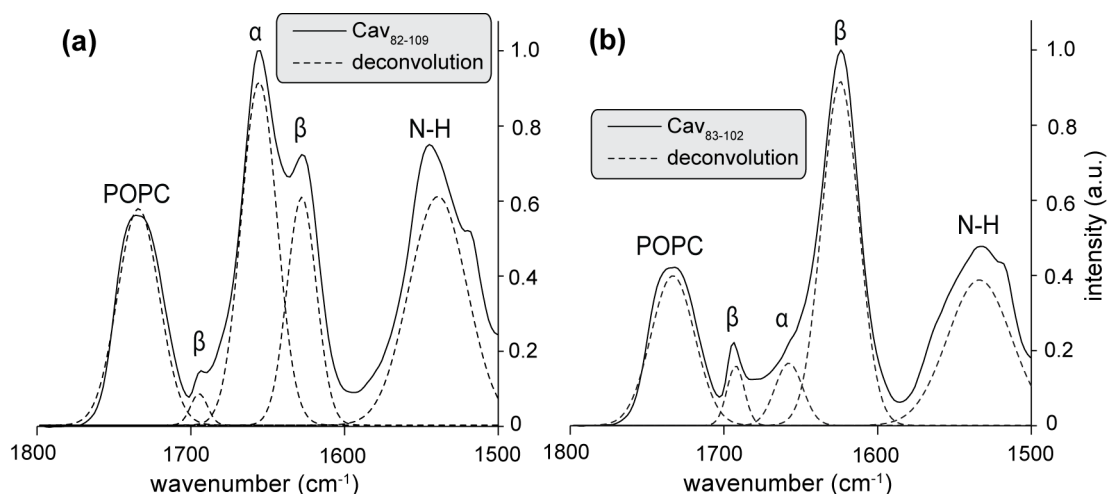 (a)
α
Cav82-109
deconvolution
1.0
β
N-H
0.8
POPC
0.6
0.4
β
0.2
0
1800
1700
1600
1500
wavenumber (cm-1)
(b)
β
1.0
Cav83-102
deconvolution
0.8
N-H
0.6
POPC
0.4
β
α
0.2
0
intensity (a.u.)
1800
1700
1600
1500
wavenumber (cm-1)